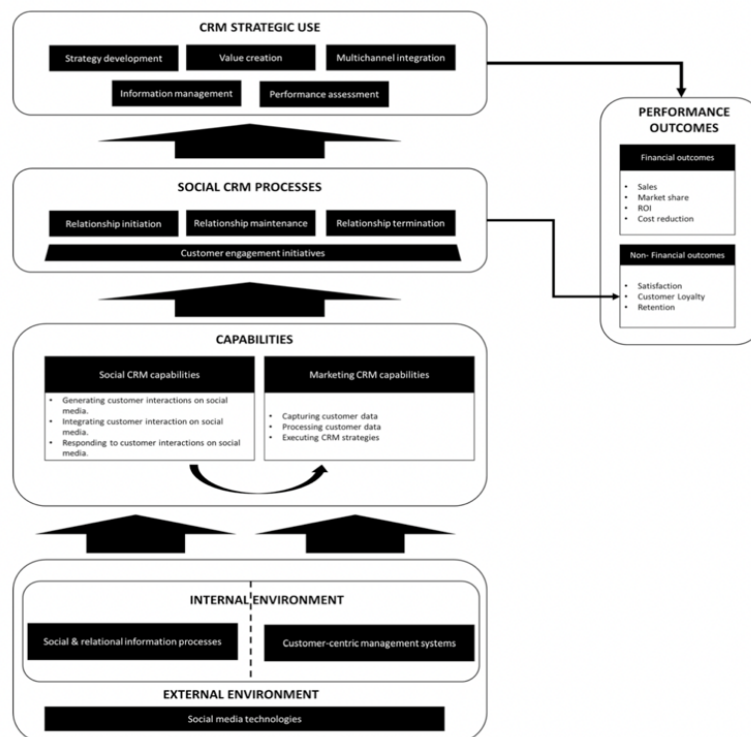 CRM STRATEGIC USE
Strategy development
Value creation
Multichannel integration
Information management
Performance assessment
PERFORMANCE
OUTCOMES
Financial outcomes
• Sales
• Market share
• ROI
• Cost reduction
Non- Financial outcomes
• Satisfaction
• Customer Loyalty
• Retention
SOCIAL CRM PROCESSES
Relationship initiation
Relationship maintenance
Relationship termination
Customer engagement initiatives
CAPABILITIES
Social CRM capabilities
• Generating customer interactions on social
media.
• Integrating customer interaction on social
media.
• Responding to customer interactions on social
media.
Marketing CRM capabilities
• Capturing customer data
• Processing customer data
• Executing CRM strategies
INTERNAL ENVIRONMENT
Social & relational information processes
Customer-centric management systems
EXTERNAL ENVIRONMENT
Social media technologies